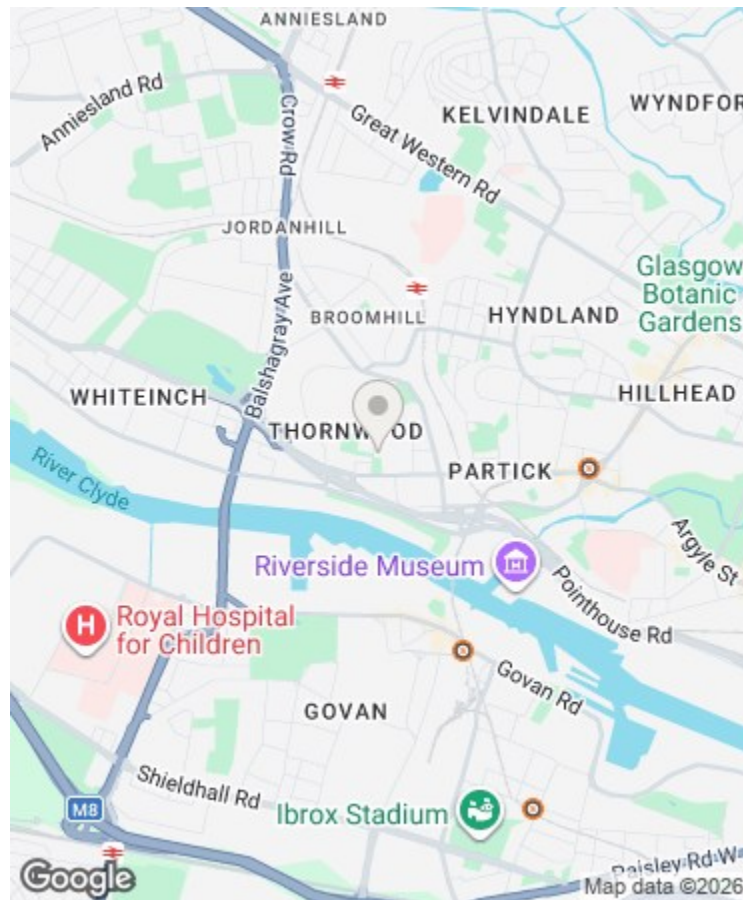 ANNIESLAND
Anniesland Rd
Crow Rd
KELVINDALE
WYNDFOR
Great Western Rd
JORDANHILL
Glasgow
Botanic
Gardens
BROOMHILL
HYNDLAND
Balshagray Ave
WHITEINCH
HILLHEAD
THORNWOOD
PARTICK
River Clyde
Argyle St
Riverside Museum
Pointhouse Rd
H
Royal Hospital
for Children
Govan Rd
GOVAN
Shieldhall Rd
M8
Ibrox Stadium
Paisley Rd W
Google
Map data ©2026